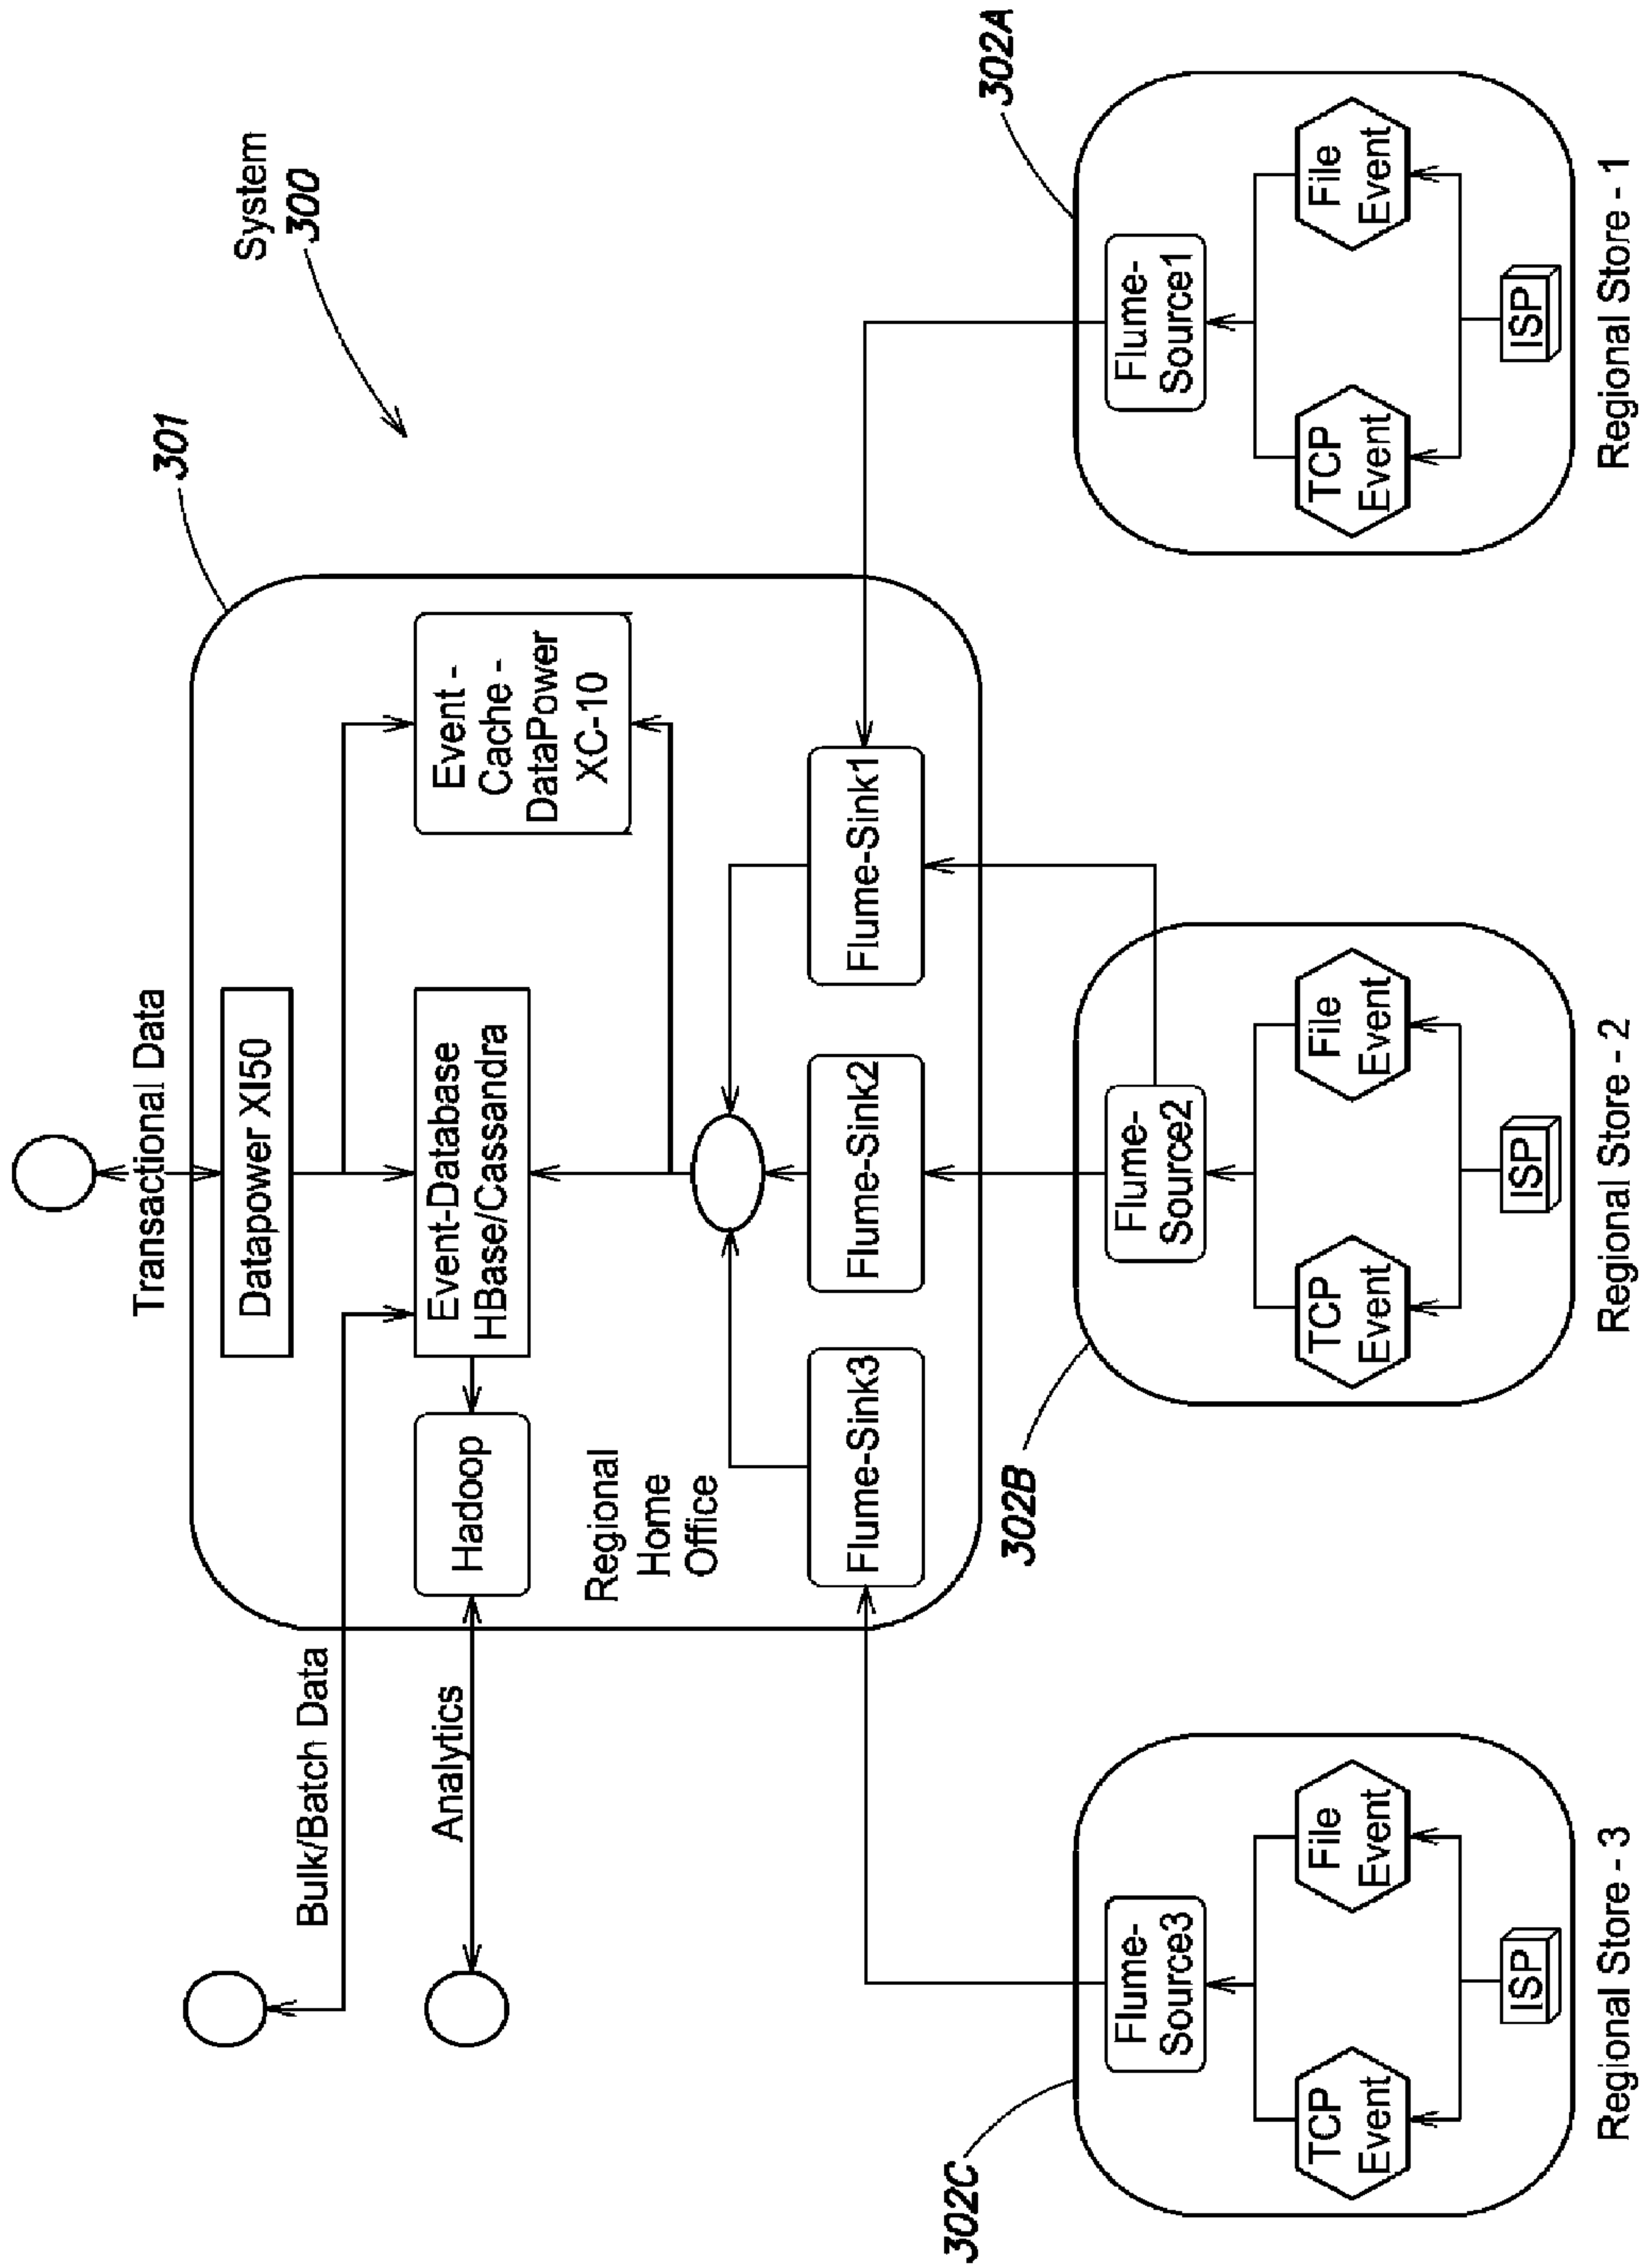 System
300
301
Transactional Data
Bulk/Batch Data
Analytics
Datapower XI50
Hadoop
Event-Database
HBase/Cassandra
Event -
Cache -
DataPower
XC-10
Regional
Home
Office
Flume-Sink3
Flume-Sink2
Flume-Sink1
302C
Flume-
Source3
TCP
Event
File
Event
ISP
Regional Store - 3
302B
Flume-
Source2
TCP
Event
File
Event
ISP
Regional Store - 2
302A
Flume-
Source1
TCP
Event
File
Event
ISP
Regional Store - 1